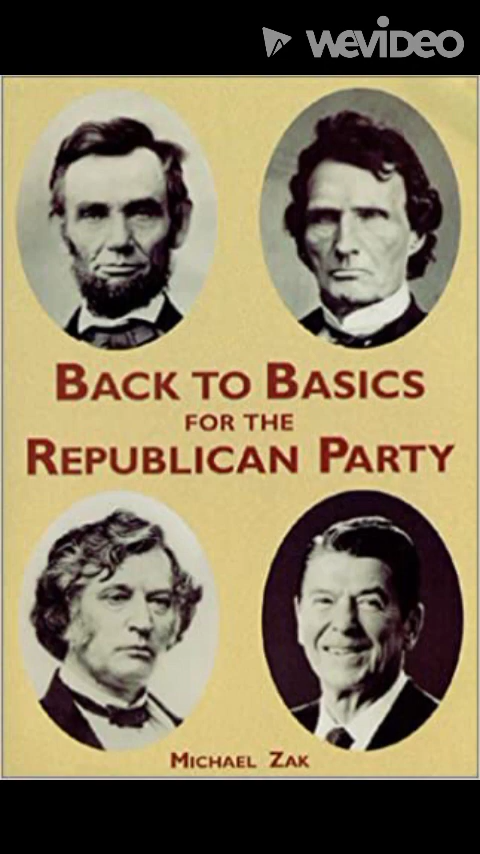 WEVIDEO
BACK TO BASICS
FOR THE
REPUBLICAN PARTY
MICHAEL ZAK